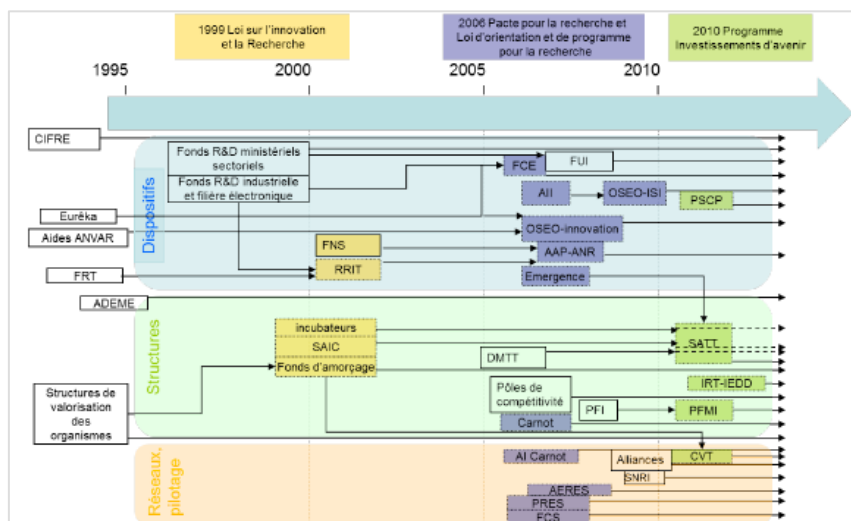 1999 Loi sur l'innovation
et la Recherche
2006 Pacte pour la recherche et
Loi d'orientation et de programme
pour la recherche
2010 Programme
Investissements d'avenir
1995
2000
2005
2010
CIFRE
Fonds R&D ministériels
sectoriels
Fonds R&D industrielle
et filière électronique
FCE
FUI
AII
OSEO-ISI
PSCP
Dispositifs
Eurêka
Aides ANVAR
OSEO-innovation
FNS
AAP-ANR
RRIT
FRT
Emergence
ADEME
Structures
incubateurs
SAIC
Fonds d'amorçage
SATT
DMTT
IRT-IEDD
Structures de
valorisation
des
organismes
Pôles de
compétitivité
PFI
PFMI
Carnot
Réseaux,
pilotage
AI Carnot
Alliances
CVT
SNRI
AERES
PRES
FCS